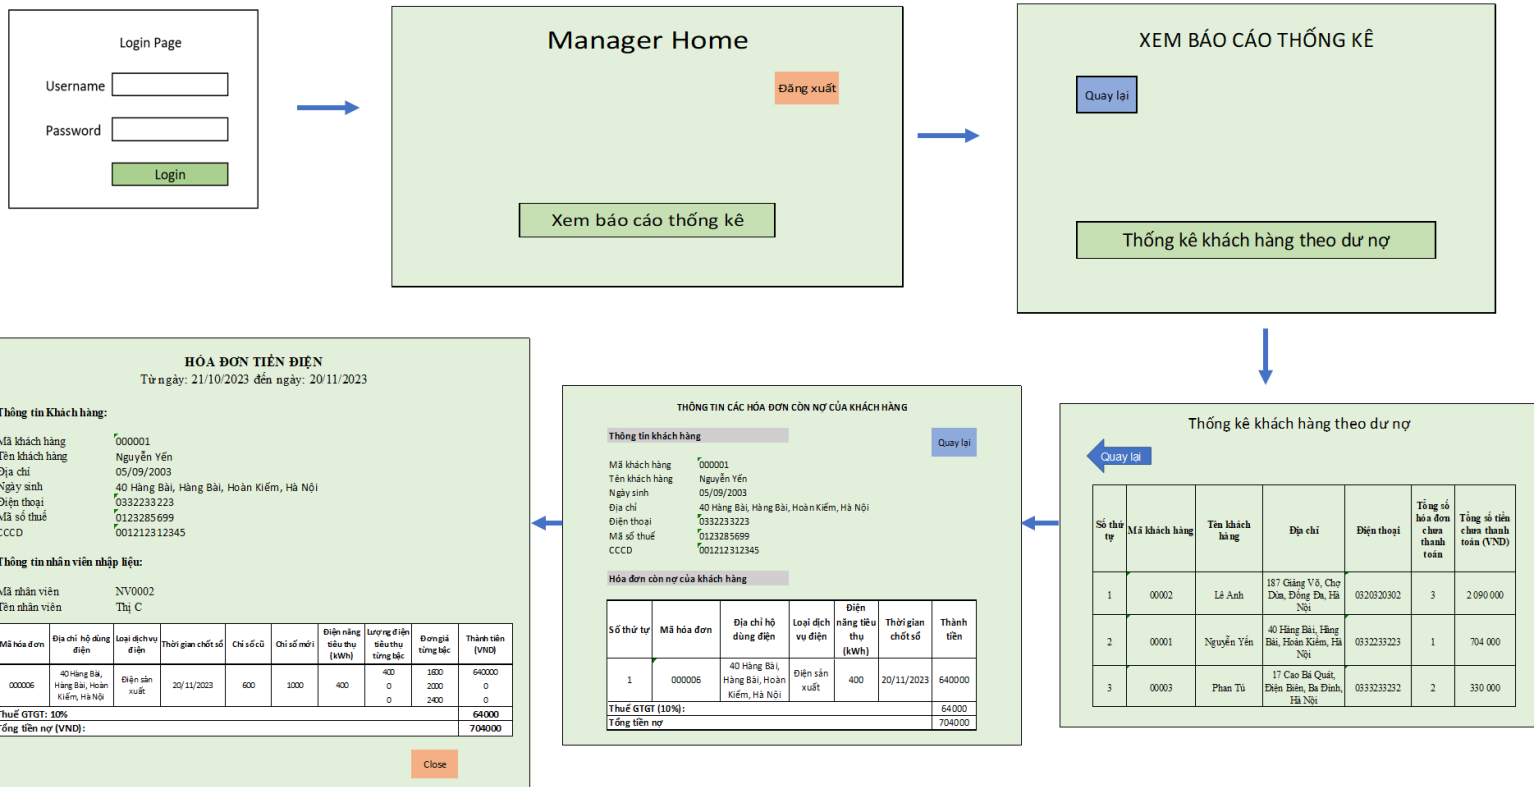 Login Page
Username
Password
Login
Manager Home
Đăng xuất
Xem báo cáo thống kê
XEM BÁO CÁO THỐNG KÊ
Quay lại
Thống kê khách hàng theo dư nợ
Thống kê khách hàng theo dư nợ
Quay lại
Số thứ tự Mã khách hàng Tên khách hàng Địa chỉ Điện thoại Tổng số hóa đơn chưa thanh toán Tổng số tiền chưa thanh toán (VND)
1 00002 Lê Anh 187 Giảng Võ, Chợ Dừa, Đống Đa, Hà Nội 0320320302 3 2 090 000
2 00001 Nguyễn Yến 40 Hàng Bài, Hàng Bài, Hoàn Kiếm, Hà Nội 0332233223 1 704 000
3 00003 Phan Tú 17 Cao Bá Quát, Điện Biên, Ba Đình, Hà Nội 0333233232 2 330 000
THÔNG TIN CÁC HÓA ĐƠN CÒN NỢ CỦA KHÁCH HÀNG
Thông tin khách hàng
Quay lại
Mã khách hàng 000001
Tên khách hàng Nguyễn Yến
Ngày sinh 05/09/2003
Địa chỉ 40 Hàng Bài, Hàng Bài, Hoàn Kiếm, Hà Nội
Điện thoại 0332233223
Mã số thuế 0123285699
CCCD 001212312345
Hóa đơn còn nợ của khách hàng
Số thứ tự Mã hóa đơn Địa chỉ hộ dùng điện Loại dịch vụ điện Điện năng tiêu thụ (kWh) Thời gian chốt sổ Thành tiền
1 000006 40 Hàng Bài, Hàng Bài, Hoàn Kiếm, Hà Nội Điện sản xuất 400 20/11/2023 640000
Thuế GTGT (10%): 64000
Tổng tiền nợ 704000
HÓA ĐƠN TIỀN ĐIỆN
Từ ngày: 21/10/2023 đến ngày: 20/11/2023
Thông tin Khách hàng:
Mã khách hàng 000001
Tên khách hàng Nguyễn Yến
Địa chỉ 05/09/2003
Ngày sinh 40 Hàng Bài, Hàng Bài, Hoàn Kiếm, Hà Nội
Điện thoại 0332233223
Mã số thuế 0123285699
CCCD 001212312345
Thông tin nhân viên nhập liệu:
Mã nhân viên NV0002
Tên nhân viên Thị C
Mã hóa đơn Địa chỉ hộ dùng điện Loại dịch vụ điện Thời gian chốt sổ Chỉ số cũ Chỉ số mới Điện năng tiêu thụ (kWh) Lượng điện tiêu thụ từng bậc Đơn giá từng bậc Thành tiền (VND)
000006 40 Hàng Bài, Hàng Bài, Hoàn Kiếm, Hà Nội Điện sản xuất 20/11/2023 600 1000 400 400 1600 640000
0 2000 0
0 2400 0
Thuế GTGT: 10% 64000
Tổng tiền nợ (VND): 704000
Close